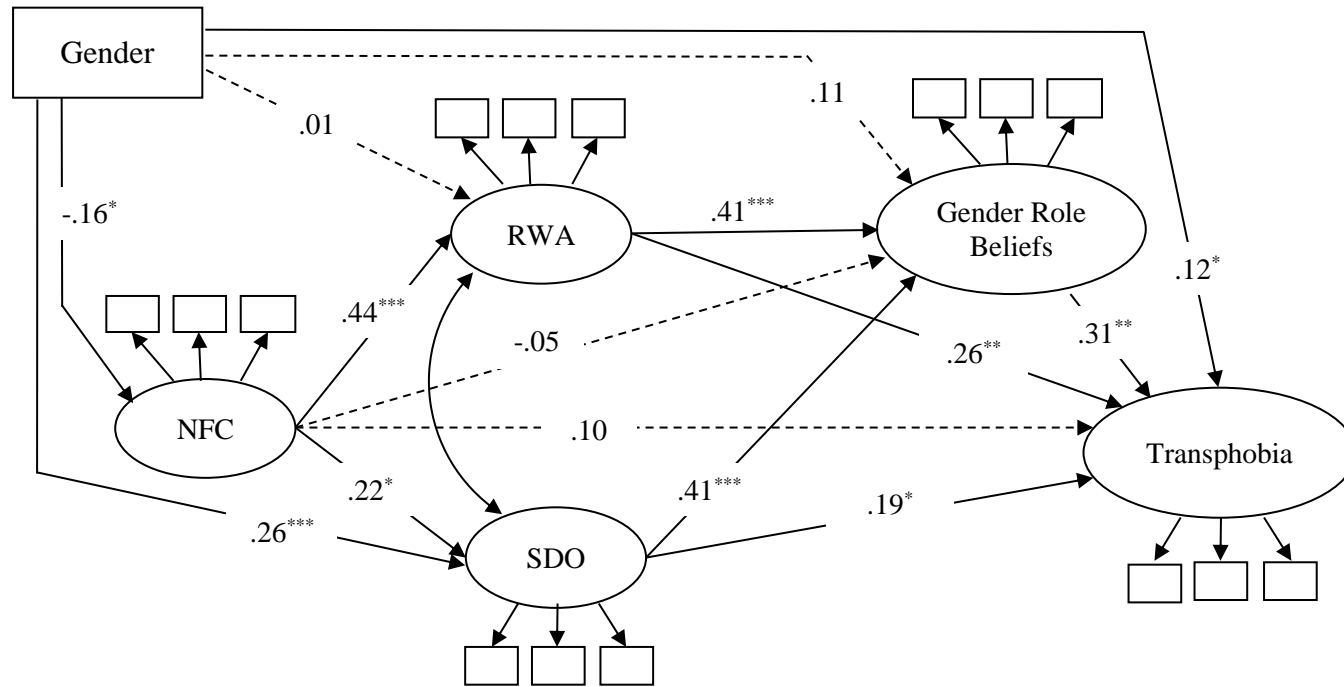 Gender
.01
.11
-.16*
RWA
.41***
Gender Role
Beliefs
.12*
.44***
-.05
.26**
.31**
NFC
.10
Transphobia
.22*
.41***
.19*
.26***
SDO